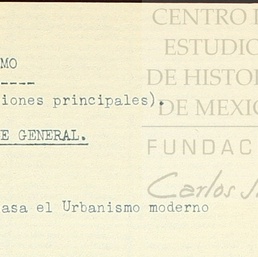 CENTRO
ESTUDIO
DE HISTOR
DE MEXIC
FUNDAC
Carlos
MO
----
iones principales).
E GENERAL.
asa el Urbanismo moderno